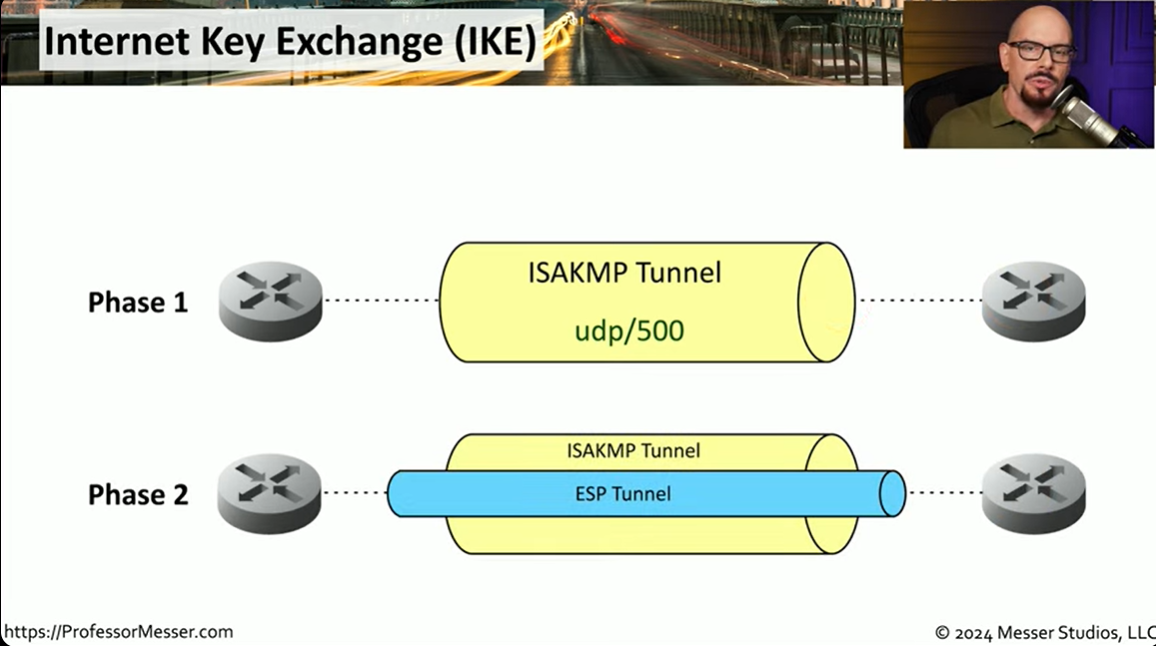 Internet Key Exchange (IKE)
Phase 1
ISAKMP Tunnel
udp/500
Phase 2
ISAKMP Tunnel
ESP Tunnel
https://ProfessorMesser.com
© 2024 Messer Studios, LLC